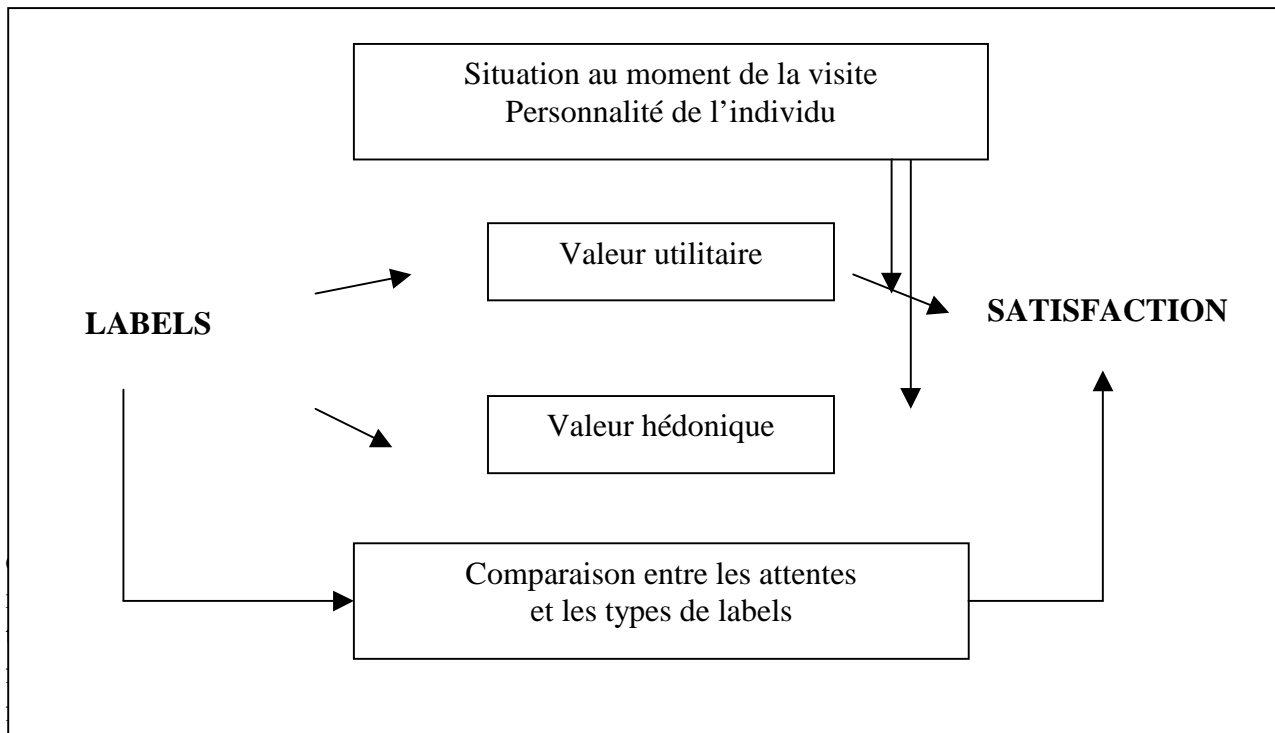 Situation au moment de la visite
Personnalité de l’individu
Valeur utilitaire
LABELS
SATISFACTION
Valeur hédonique
Comparaison entre les attentes
et les types de labels